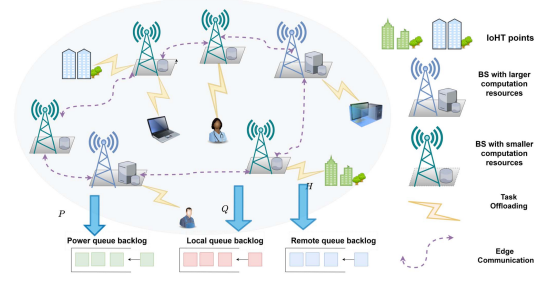 IoHT points
BS with larger
computation
resources
BS with smaller
computation
resources
Task
Offloading
Edge
Communication
P
Q
H
Power queue backlog
Local queue backlog
Remote queue backlog